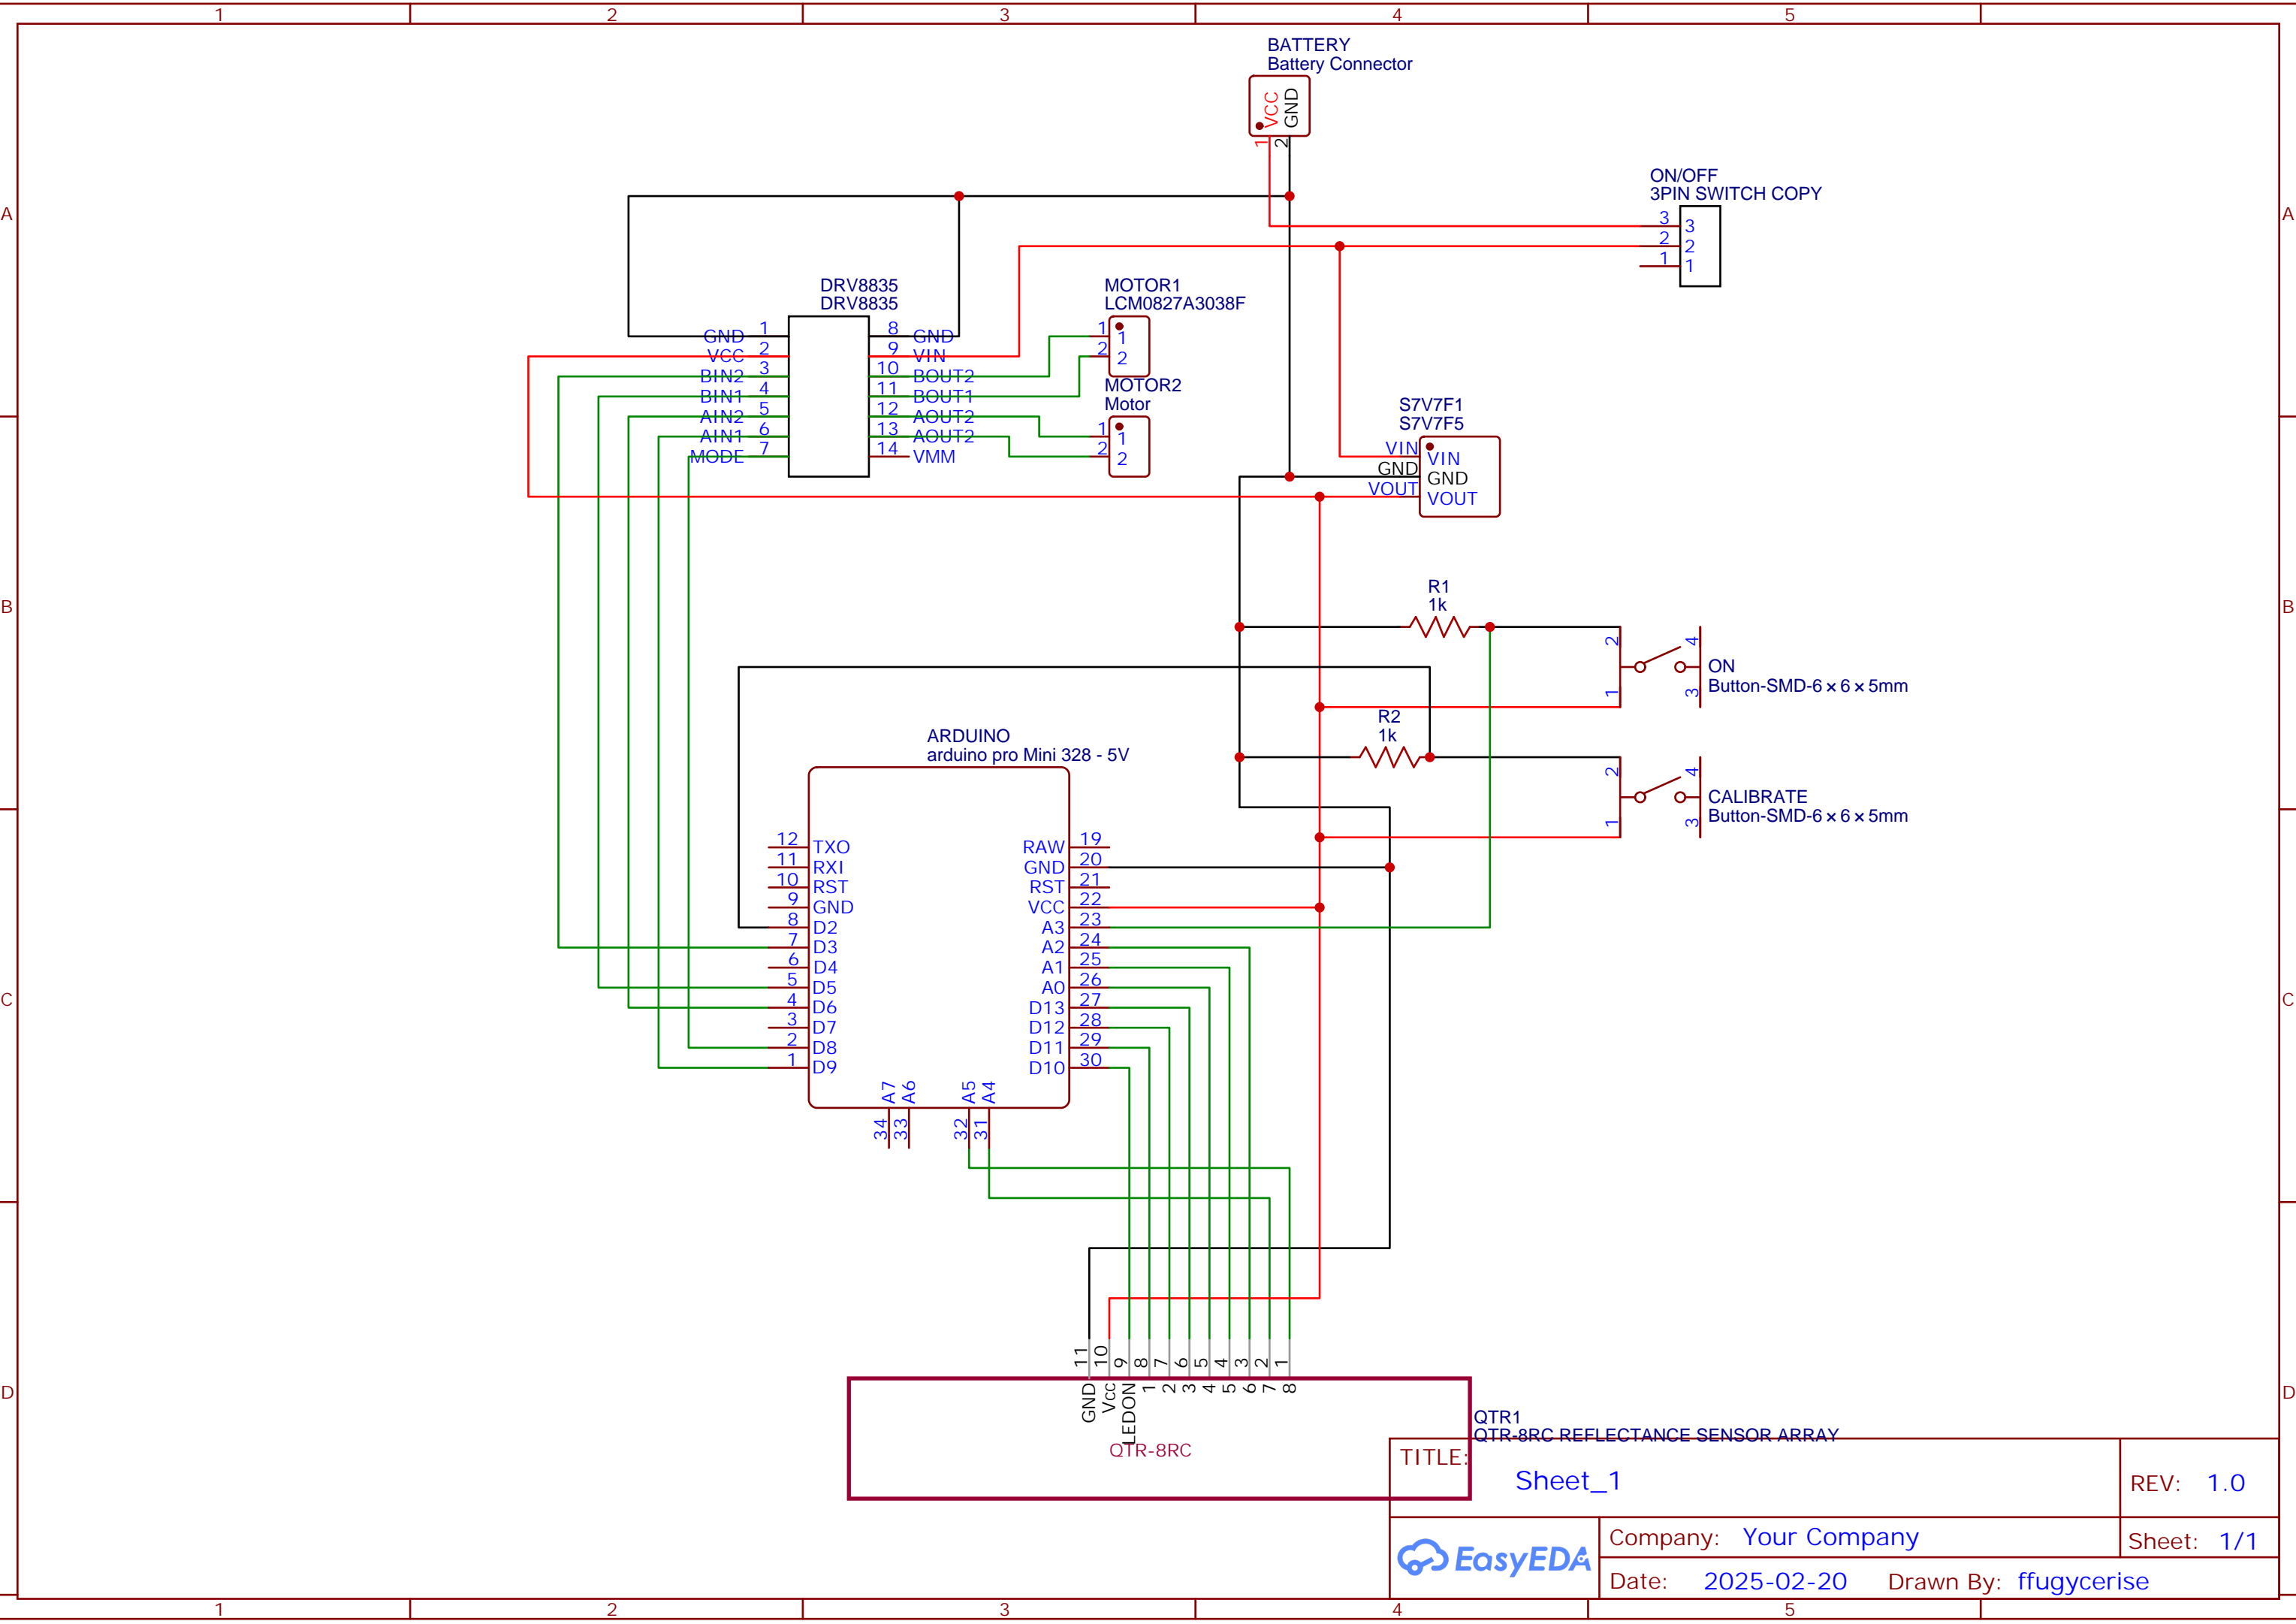 1 2 3 4 5
BATTERY
Battery Connector
VCC
GND
1 2
ON/OFF
3PIN SWITCH COPY
3 3
2 2
1 1
A A
DRV8835
DRV8835
GND 1 8 GND
VCC 2 9 VIN
BIN2 3 10 BOUT2
BIN1 4 11 BOUT1
AIN2 5 12 AOUT2
AIN1 6 13 AOUT2
MODE 7 14 VMM
MOTOR1
LCM0827A3038F
1 1
2 2
MOTOR2
Motor
1 1
2 2
S7V7F1
S7V7F5
VIN VIN
GND GND
VOUT VOUT
B B
R1
1k
2 4
1 3
ON
Button-SMD-6×6×5mm
R2
1k
2 4
1 3
CALIBRATE
Button-SMD-6×6×5mm
ARDUINO
arduino pro Mini 328 - 5V
12 TXO RAW 19
11 RXI GND 20
10 RST RST 21
9 GND VCC 22
8 D2 A3 23
7 D3 A2 24
6 D4 A1 25
5 D5 A0 26
4 D6 D13 27
3 D7 D12 28
2 D8 D11 29
1 D9 D10 30
A7 A6 A5 A4
34 33 32 31
C C
11 10 9 8 7 6 5 4 3 2 1
GND Vcc LEDON 1 2 3 4 5 6 7 8
QTR-8RC
D D
QTR1
QTR-8RC REFLECTANCE SENSOR ARRAY
TITLE:
Sheet_1
REV: 1.0
EasyEDA
Company: Your Company
Sheet: 1/1
Date: 2025-02-20 Drawn By: ffugycerise
1 2 3 4 5